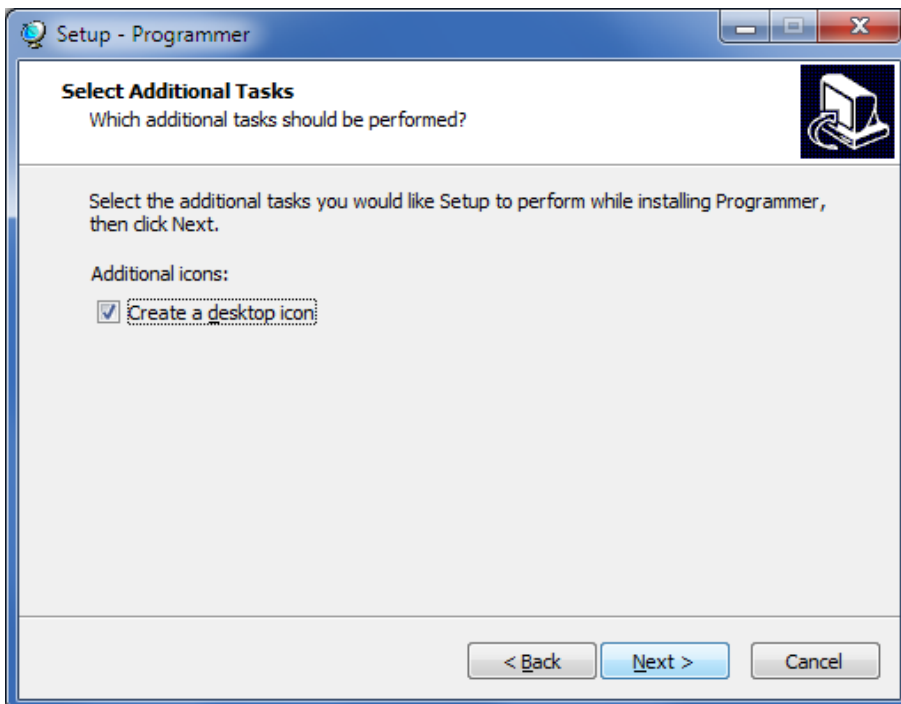 Setup - Programmer
Select Additional Tasks
Which additional tasks should be performed?
Select the additional tasks you would like Setup to perform while installing Programmer,
then click Next.
Additional icons:
Create a desktop icon
< Back Next > Cancel